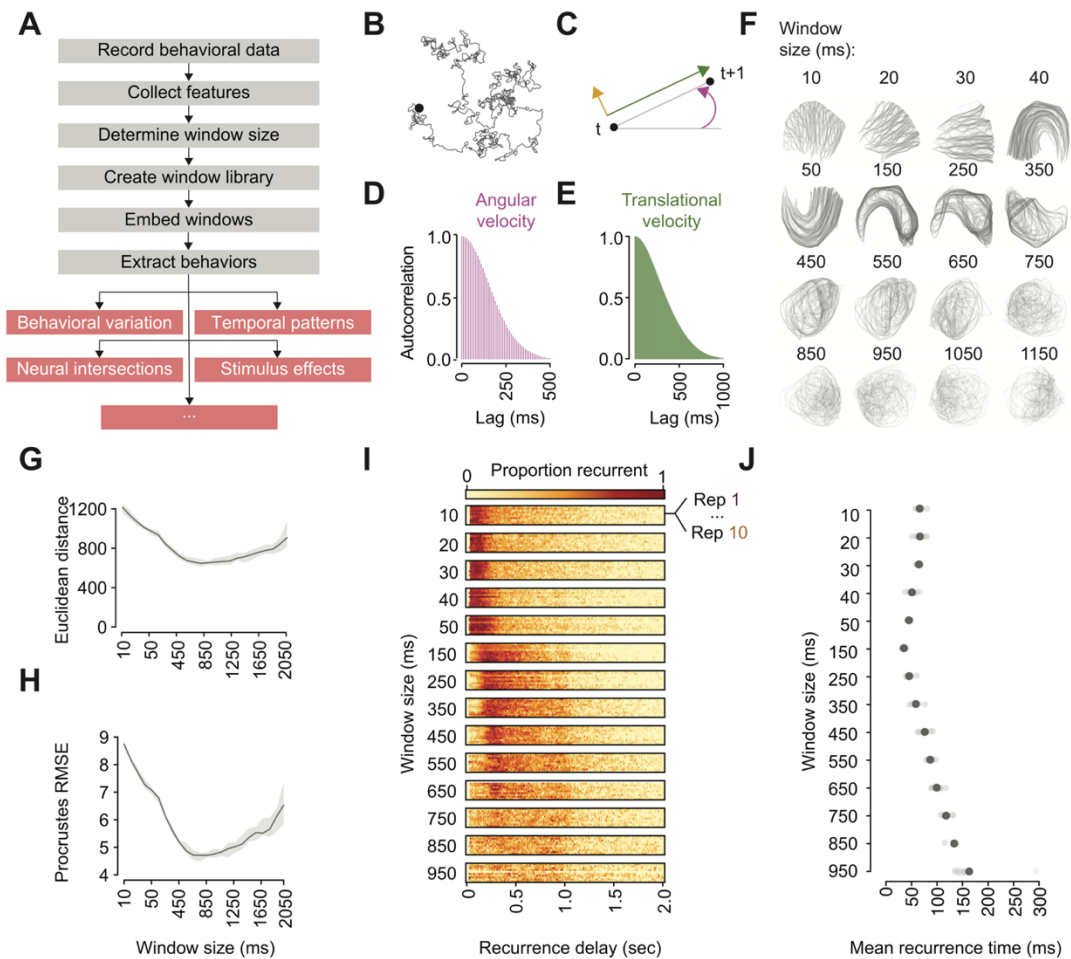 A
Record behavioral data
Collect features
Determine window size
Create window library
Embed windows
Extract behaviors
Behavioral variation
Temporal patterns
Neural intersections
Stimulus effects
...
B
C
t
t+1
D
Angular
velocity
Autocorrelation
1.0
0.5
0.0
0
250
500
Lag (ms)
E
Translational
velocity
1.0
0.5
0.0
0
500
1000
Lag (ms)
F
Window
size (ms):
10 20 30 40
50 150 250 350
450 550 650 750
850 950 1050 1150
G
Euclidean distance
1200
800
400
0
10
50
450
850
1250
1650
2050
H
Procrustes RMSE
9
8
7
6
5
4
10
50
450
850
1250
1650
2050
Window size (ms)
I
Proportion recurrent
0 1
Rep 1
...
Rep 10
Window size (ms)
10
20
30
40
50
150
250
350
450
550
650
750
850
950
0
0.5
1.0
1.5
2.0
Recurrence delay (sec)
J
Window size (ms)
10
20
30
40
50
150
250
350
450
550
650
750
850
950
0
50
100
150
200
250
300
Mean recurrence time (ms)